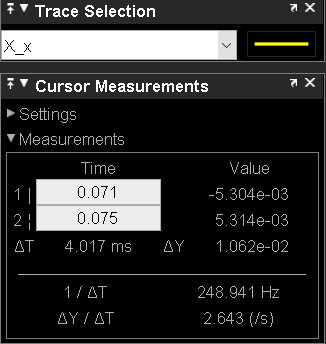 Trace Selection
X_x
Cursor Measurements
Settings
Measurements
Time Value
1 | 0.071 -5.304e-03
2 ¦ 0.075 5.314e-03
ΔT 4.017 ms ΔY 1.062e-02
1 / ΔT 248.941 Hz
ΔY / ΔT 2.643 (/s)